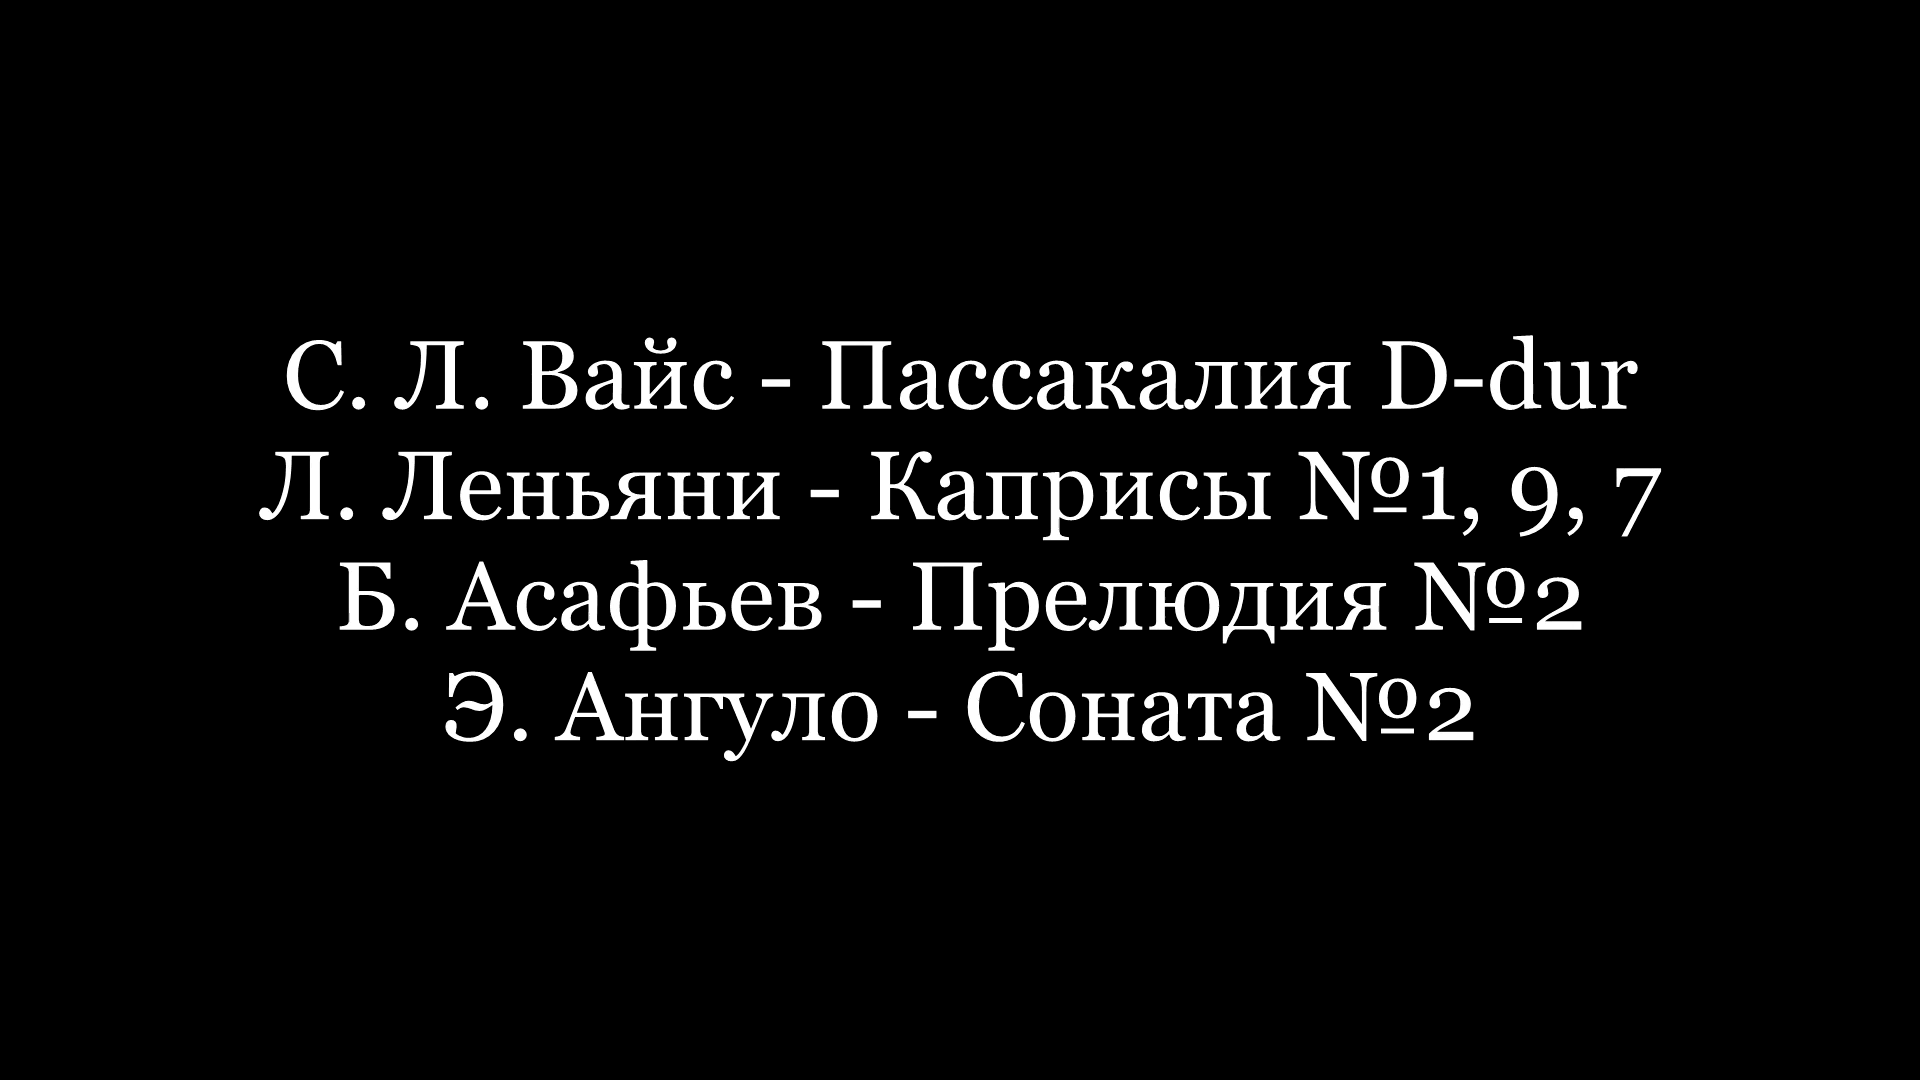 С. Л. Вайс - Пассакалия D-dur
Л. Леньяни - Каприсы №1, 9, 7
Б. Асафьев - Прелюдия №2
Э. Ангуло - Соната №2